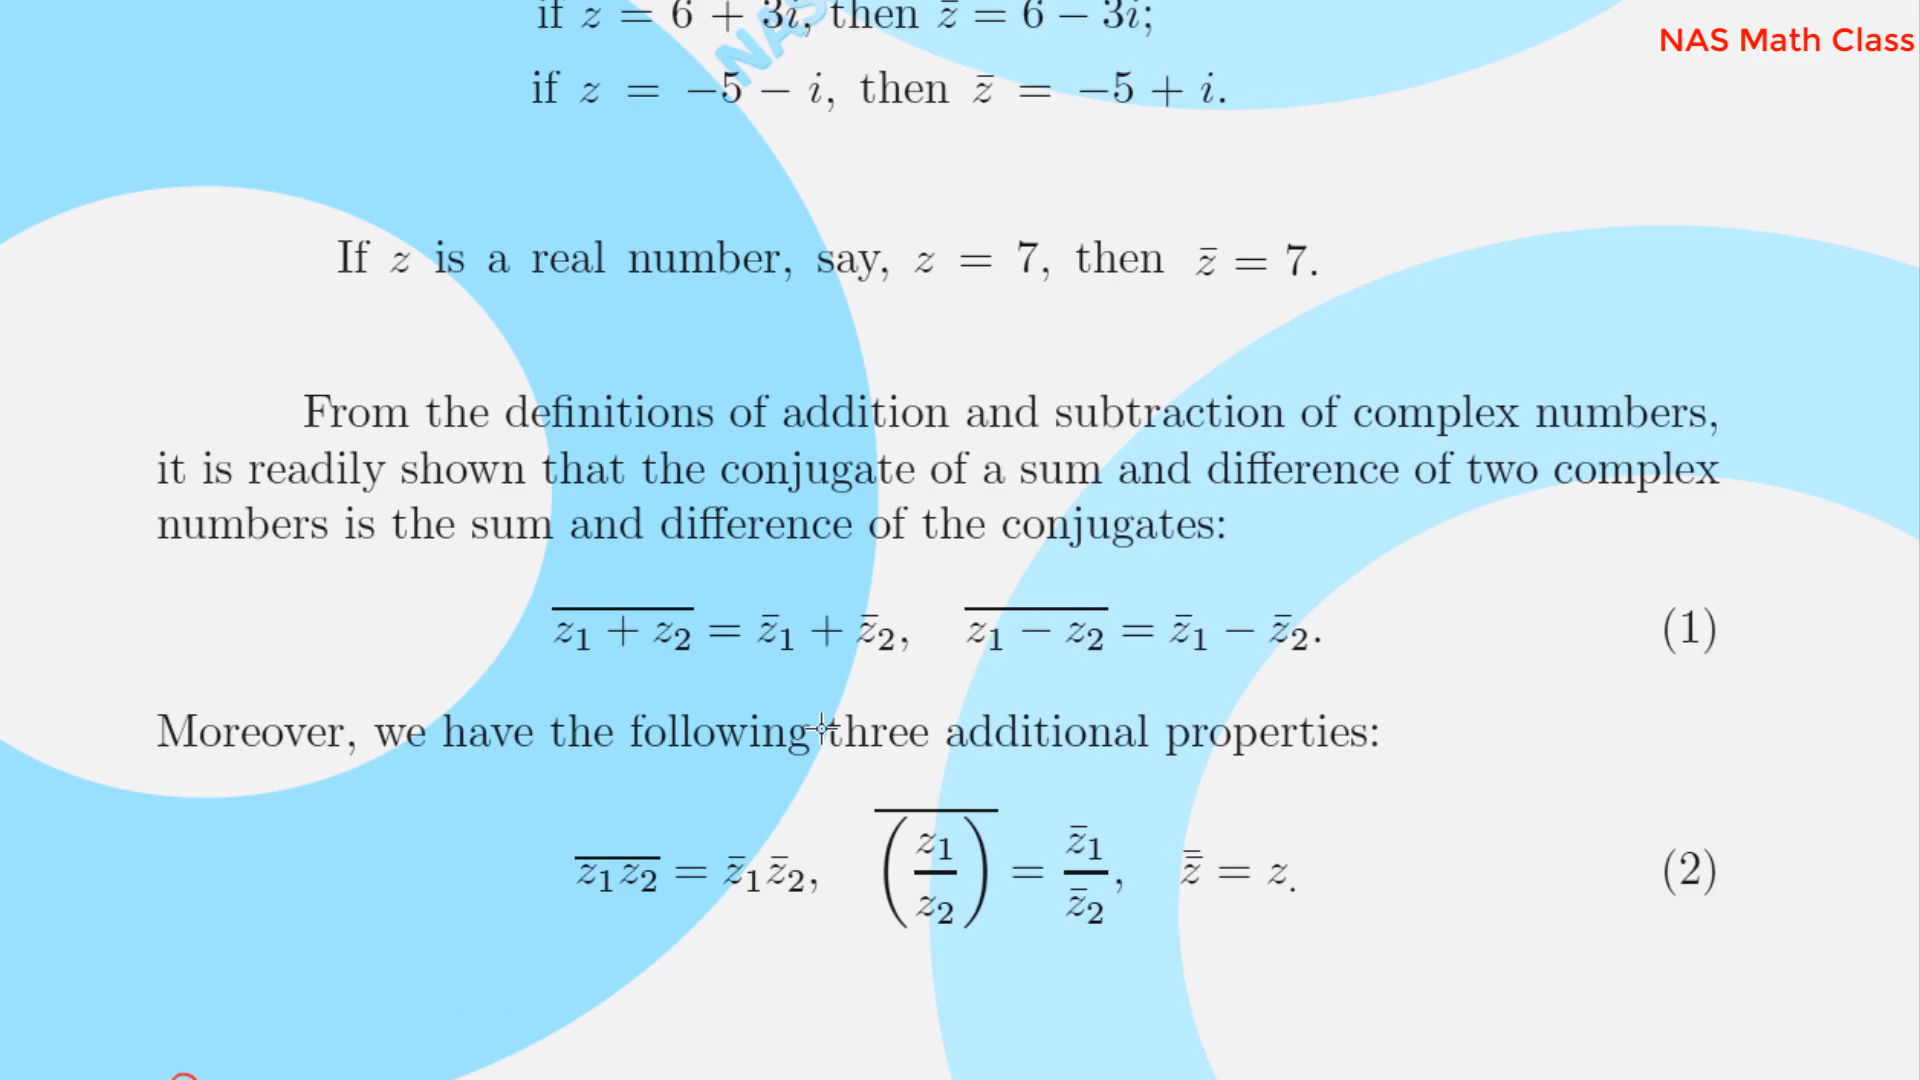 if z = 6 + 3i, then z̄ = 6 − 3i;
NAS Math Class
NAS
if z = −5 − i, then z̄ = −5 + i.
If z is a real number, say, z = 7, then z̄ = 7.
From the definitions of addition and subtraction of complex numbers,
it is readily shown that the conjugate of a sum and difference of two complex
numbers is the sum and difference of the conjugates:
\overline{z₁ + z₂} = z̄₁ + z̄₂, \overline{z₁ − z₂} = z̄₁ − z̄₂. (1)
Moreover, we have the following three additional properties:
\overline{z₁z₂} = z̄₁z̄₂, \overline{(z₁/z₂)} = z̄₁/z̄₂, \bar{\bar{z}} = z. (2)